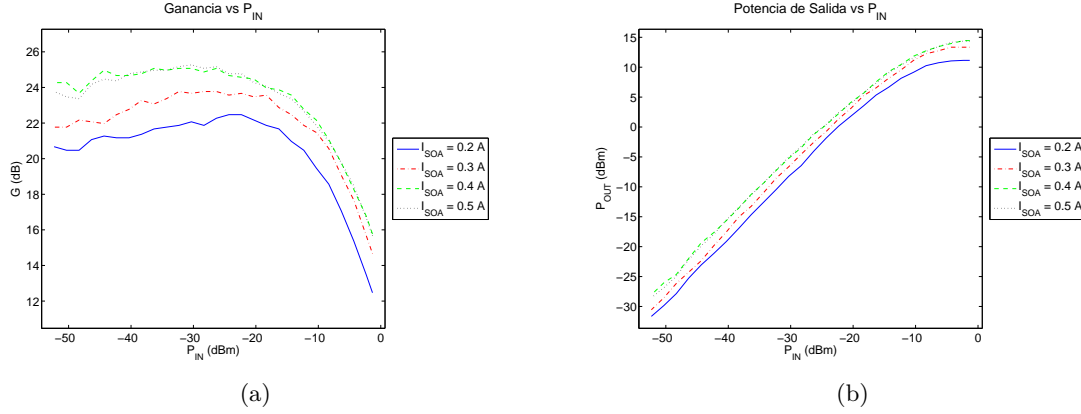 Ganancia vs P_IN
26
24
22
20
18
16
14
12
G (dB)
−50 −40 −30 −20 −10 0
P_IN (dBm)
I_SOA = 0.2 A
I_SOA = 0.3 A
I_SOA = 0.4 A
I_SOA = 0.5 A
(a)
Potencia de Salida vs P_IN
15
10
5
0
−5
−10
−15
−20
−25
−30
P_OUT (dBm)
−50 −40 −30 −20 −10 0
P_IN (dBm)
I_SOA = 0.2 A
I_SOA = 0.3 A
I_SOA = 0.4 A
I_SOA = 0.5 A
(b)